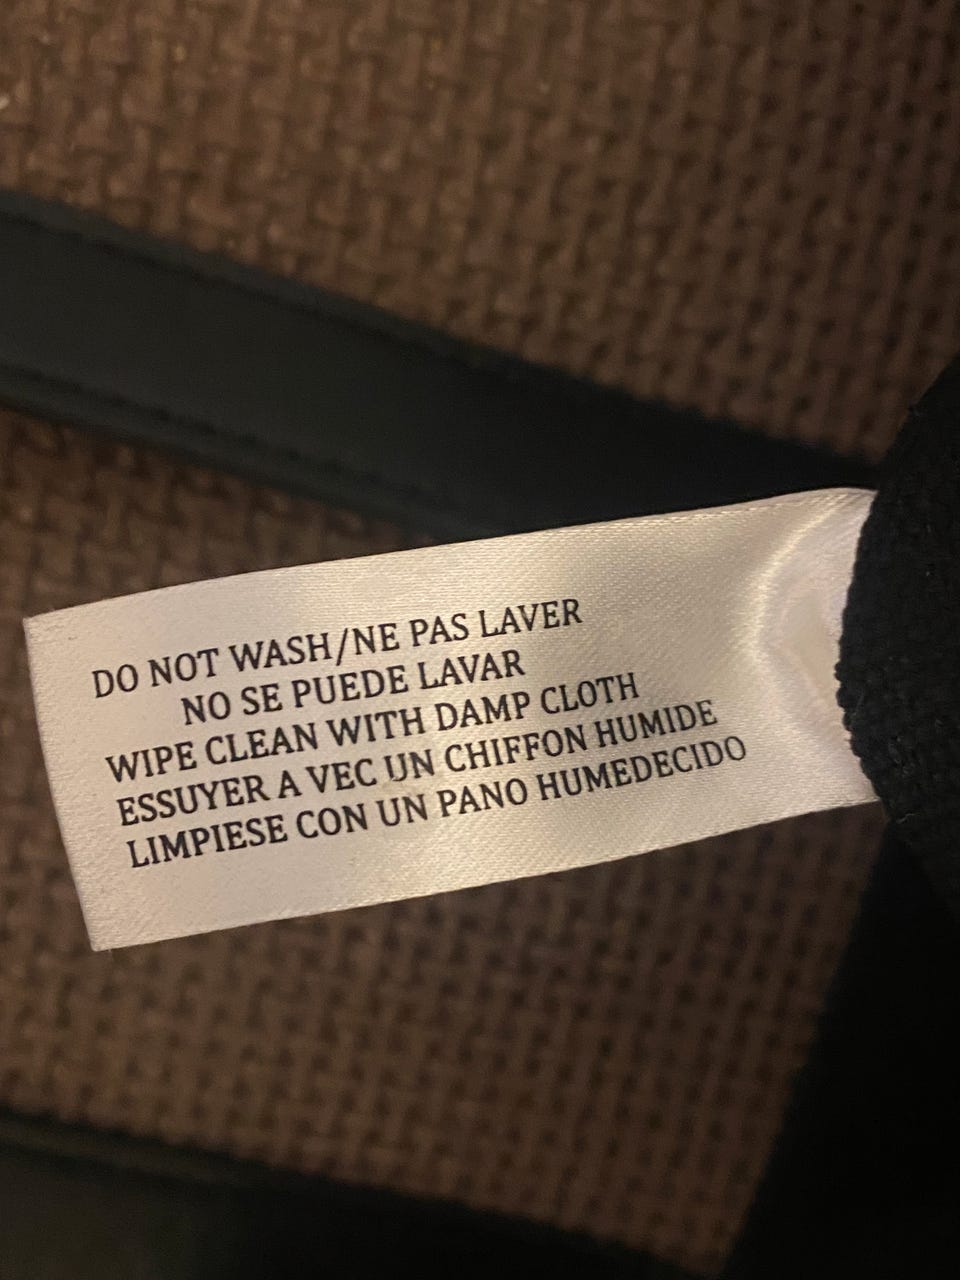 DO NOT WASH/NE PAS LAVER
NO SE PUEDE LAVAR
WIPE CLEAN WITH DAMP CLOTH
ESSUYER A VEC UN CHIFFON HUMIDE
LIMPIESE CON UN PANO HUMEDECIDO